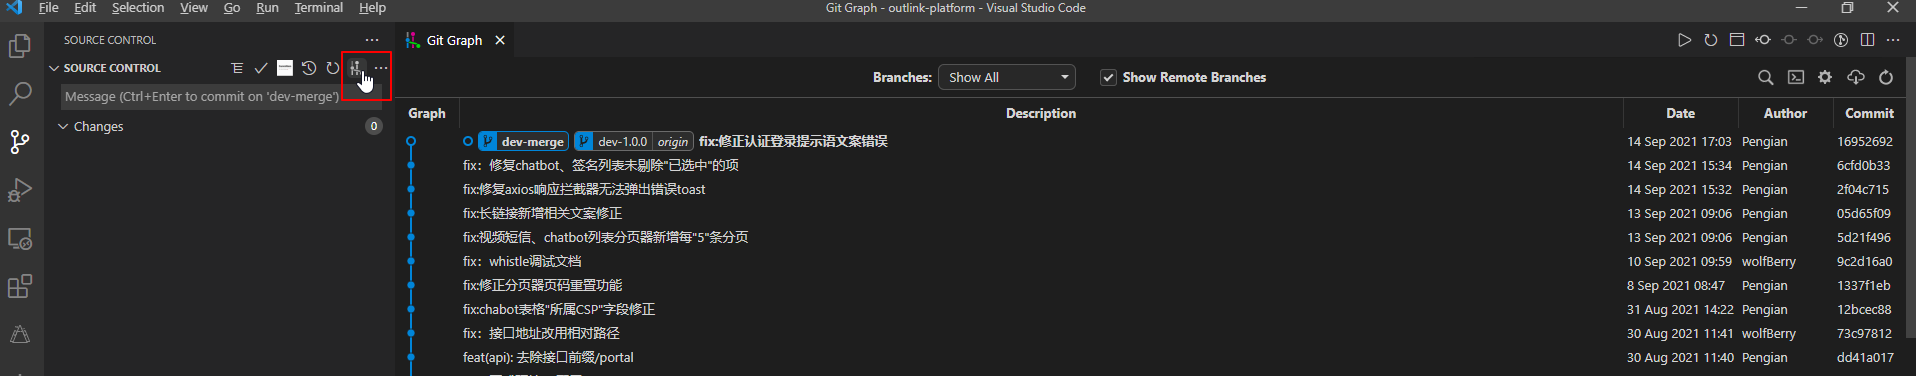 File Edit Selection View Go Run Terminal Help
Git Graph - outlink-platform - Visual Studio Code
SOURCE CONTROL
Git Graph
SOURCE CONTROL
Branches: Show All
Show Remote Branches
Message (Ctrl+Enter to commit on 'dev-merge')
Changes 0
Graph Description Date Author Commit
dev-merge dev-1.0.0 origin fix:修正认证登录提示语文案错误 14 Sep 2021 17:03 Pengian 16952692
fix：修复chatbot、签名列表未剔除"已选中"的项 14 Sep 2021 15:34 Pengian 6cfd0b33
fix:修复axios响应拦截器无法弹出错误toast 14 Sep 2021 15:32 Pengian 2f04c715
fix:长链接新增相关文案修正 13 Sep 2021 09:06 Pengian 05d65f09
fix:视频短信、chatbot列表分页器新增每"5"条分页 13 Sep 2021 09:06 Pengian 5d21f496
fix：whistle调试文档 10 Sep 2021 09:59 wolfBerry 9c2d16a0
fix:修正分页器页码重置功能 8 Sep 2021 08:47 Pengian 1337f1eb
fix:chabot表格"所属CSP"字段修正 31 Aug 2021 14:22 Pengian 12bcec88
fix：接口地址改用相对路径 30 Aug 2021 11:41 wolfBerry 73c97812
feat(api): 去除接口前缀/portal 30 Aug 2021 11:40 Pengian dd41a017